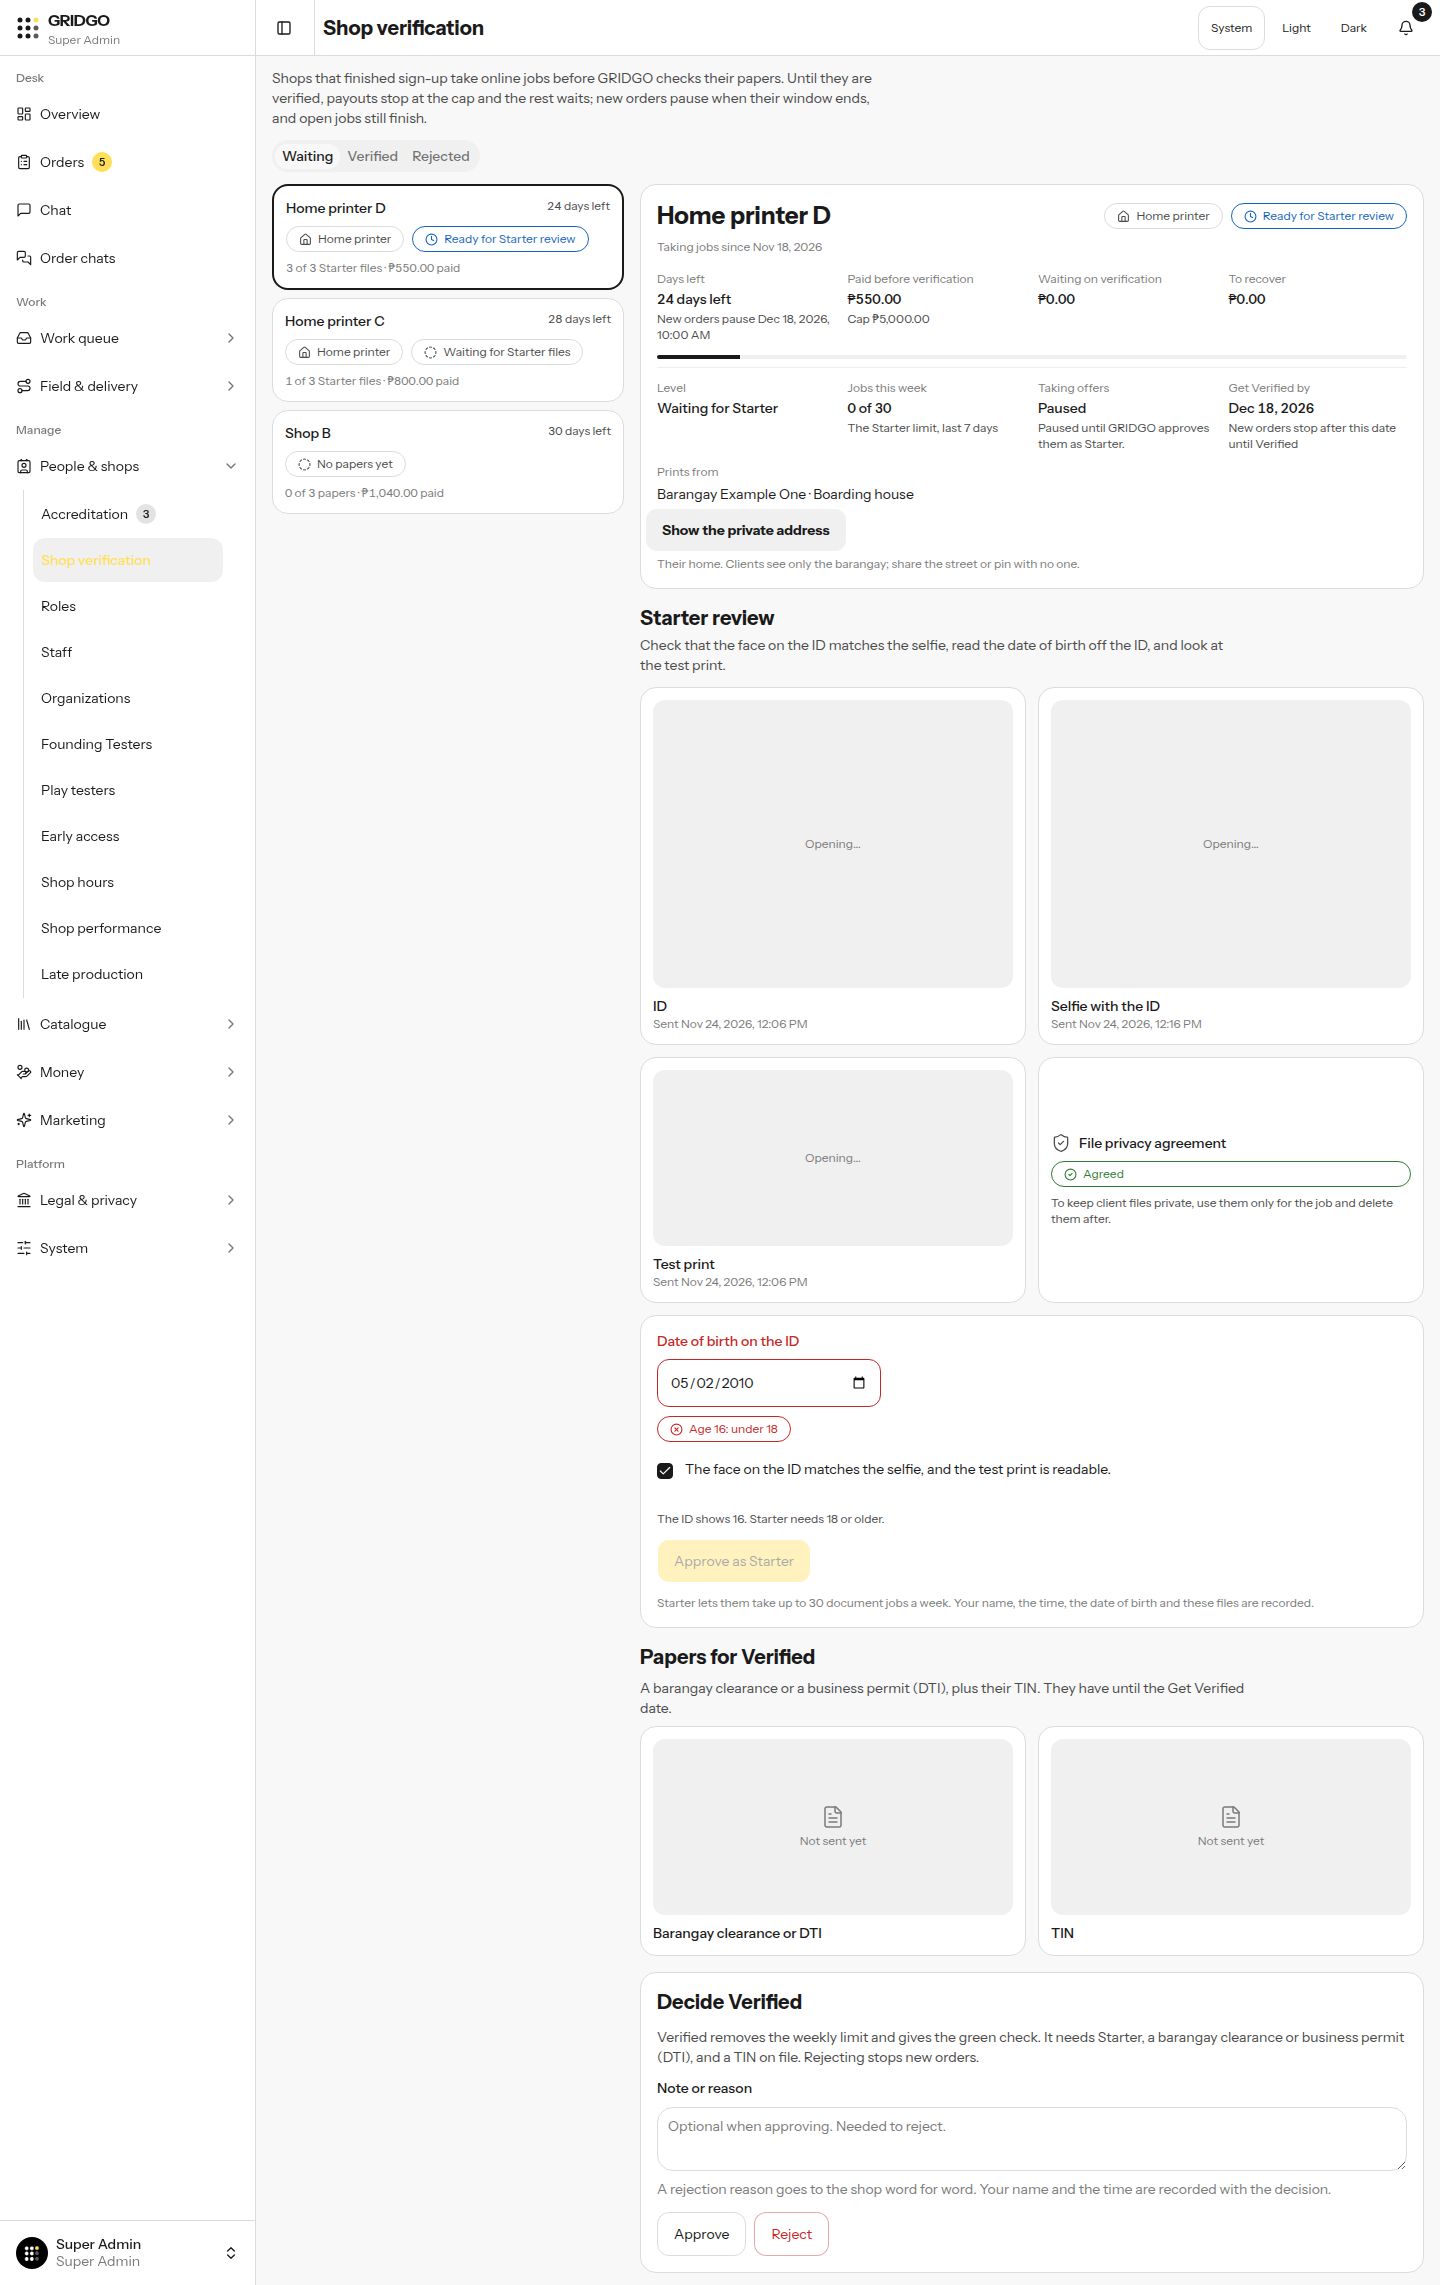 GRIDGO
Super Admin
Desk
Overview
Orders 5
Chat
Order chats
Work
Work queue
Field & delivery
Manage
People & shops
Accreditation 3
Shop verification
Roles
Staff
Organizations
Founding Testers
Play testers
Early access
Shop hours
Shop performance
Late production
Catalogue
Money
Marketing
Platform
Legal & privacy
System
Super Admin
Super Admin
Shop verification
System Light Dark 3
Shops that finished sign-up take online jobs before GRIDGO checks their papers. Until they are
verified, payouts stop at the cap and the rest waits; new orders pause when their window ends,
and open jobs still finish.
Waiting Verified Rejected
Home printer D 24 days left
Home printer Ready for Starter review
3 of 3 Starter files · ₱550.00 paid
Home printer C 28 days left
Home printer Waiting for Starter files
1 of 3 Starter files · ₱800.00 paid
Shop B 30 days left
No papers yet
0 of 3 papers · ₱1,040.00 paid
Home printer D Home printer Ready for Starter review
Taking jobs since Nov 18, 2026
Days left Paid before verification Waiting on verification To recover
24 days left ₱550.00 ₱0.00 ₱0.00
New orders pause Dec 18, 2026, Cap ₱5,000.00
10:00 AM
Level Jobs this week Taking offers Get Verified by
Waiting for Starter 0 of 30 Paused Dec 18, 2026
The Starter limit, last 7 days Paused until GRIDGO approves New orders stop after this date
them as Starter. until Verified
Prints from
Barangay Example One · Boarding house
Show the private address
Their home. Clients see only the barangay; share the street or pin with no one.
Starter review
Check that the face on the ID matches the selfie, read the date of birth off the ID, and look at
the test print.
Opening... Opening...
ID Selfie with the ID
Sent Nov 24, 2026, 12:06 PM Sent Nov 24, 2026, 12:16 PM
Opening...
Test print
Sent Nov 24, 2026, 12:06 PM
File privacy agreement
Agreed
To keep client files private, use them only for the job and delete
them after.
Date of birth on the ID
05/02/2010
Age 16: under 18
The face on the ID matches the selfie, and the test print is readable.
The ID shows 16. Starter needs 18 or older.
Approve as Starter
Starter lets them take up to 30 document jobs a week. Your name, the time, the date of birth and these files are recorded.
Papers for Verified
A barangay clearance or a business permit (DTI), plus their TIN. They have until the Get Verified
date.
Not sent yet Not sent yet
Barangay clearance or DTI TIN
Decide Verified
Verified removes the weekly limit and gives the green check. It needs Starter, a barangay clearance or business permit
(DTI), and a TIN on file. Rejecting stops new orders.
Note or reason
Optional when approving. Needed to reject.
A rejection reason goes to the shop word for word. Your name and the time are recorded with the decision.
Approve Reject